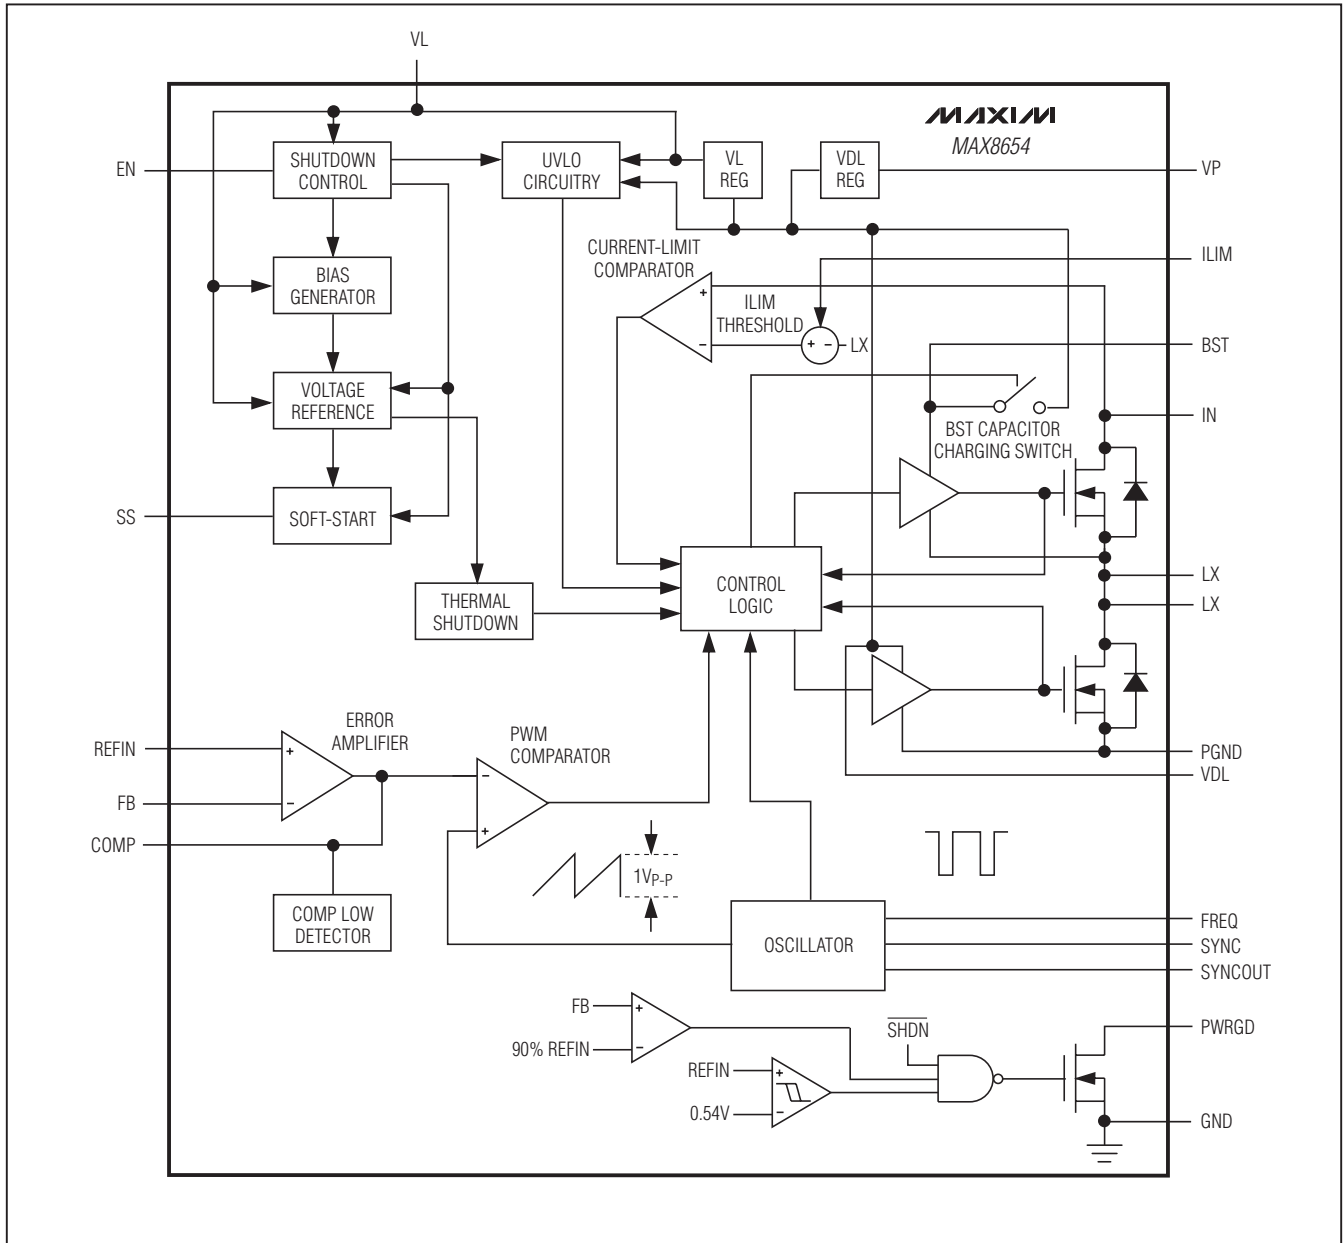 VL
MAXIM
MAX8654
EN
SHUTDOWN
CONTROL
UVLO
CIRCUITRY
VL
REG
VDL
REG
VP
CURRENT-LIMIT
COMPARATOR
ILIM
BIAS
GENERATOR
+
ILIM
THRESHOLD
−
+ −
LX
BST
VOLTAGE
REFERENCE
IN
BST CAPACITOR
CHARGING SWITCH
SS
SOFT-START
CONTROL
LOGIC
LX
LX
THERMAL
SHUTDOWN
ERROR
AMPLIFIER
PWM
COMPARATOR
REFIN
+
PGND
−
VDL
FB
−
+
COMP
1VP-P
COMP LOW
DETECTOR
OSCILLATOR
FREQ
SYNC
SYNCOUT
FB
+
SHDN
PWRGD
90% REFIN
−
REFIN
+
0.54V
−
GND